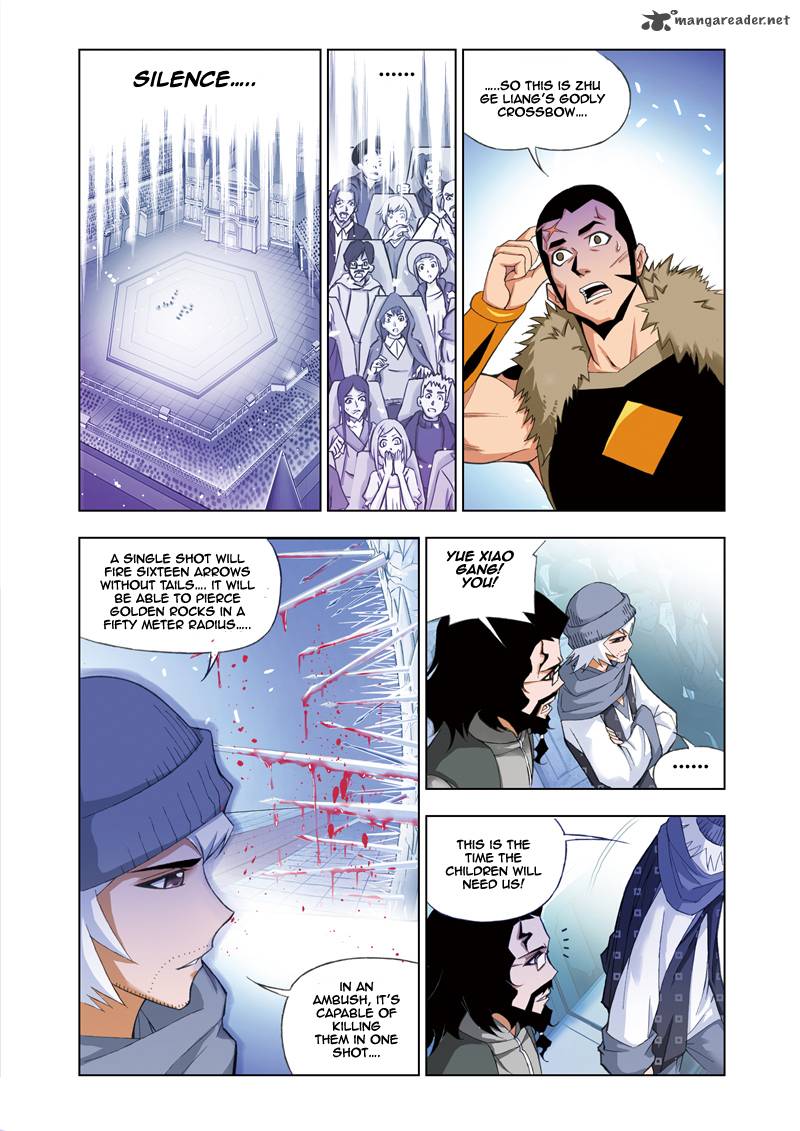 mangareader.net
SILENCE.....
......
.....SO THIS IS ZHU
GE LIANG'S GODLY
CROSSBOW....
A SINGLE SHOT WILL
FIRE SIXTEEN ARROWS
WITHOUT TAILS.... IT WILL
BE ABLE TO PIERCE
GOLDEN ROCKS IN A
FIFTY METER RADIUS.....
IN AN
AMBUSH, IT'S
CAPABLE OF
KILLING
THEM IN ONE
SHOT....
YUE XIAO
GANG!
YOU!
......
THIS IS THE
TIME THE
CHILDREN WILL
NEED US!